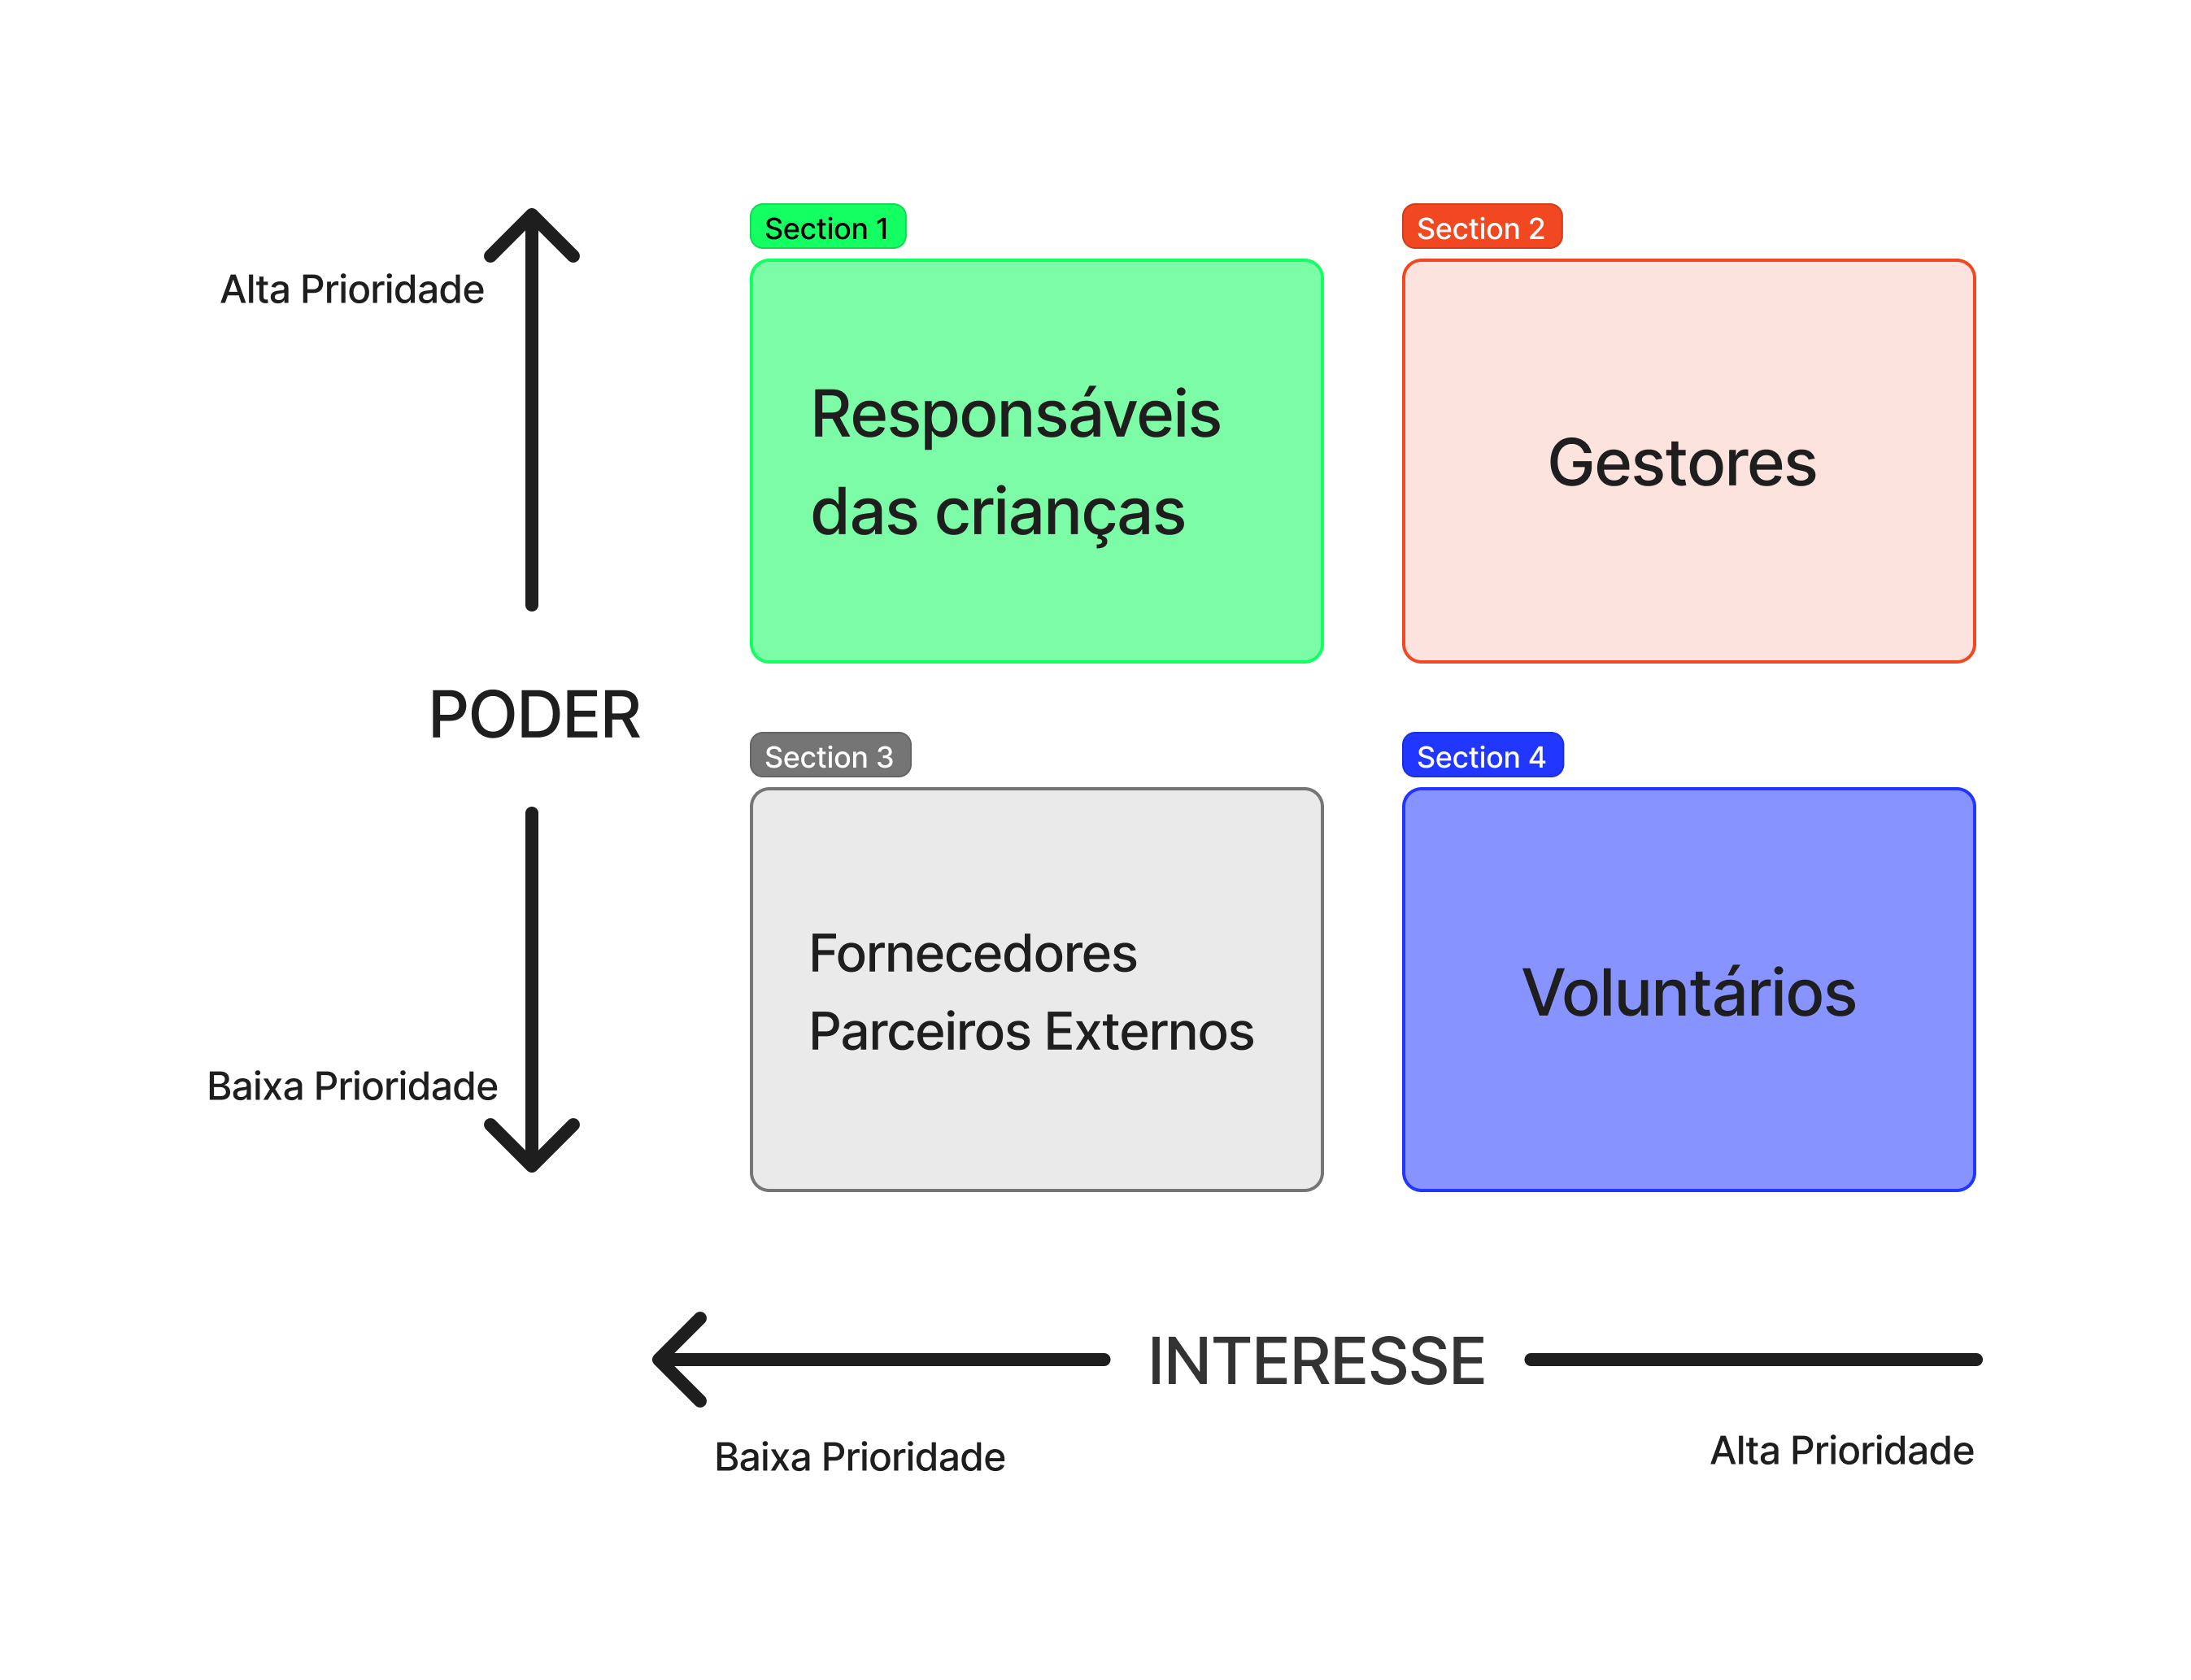 Section 1
Section 2
Alta Prioridade
Responsáveis
das crianças
Gestores
PODER
Section 3
Section 4
Fornecedores
Parceiros Externos
Voluntários
Baixa Prioridade
INTERESSE
Baixa Prioridade
Alta Prioridade